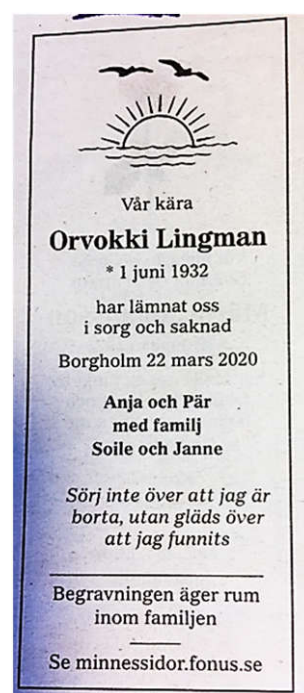 Vår kära
Orvokki Lingman
* 1 juni 1932
har lämnat oss
i sorg och saknad
Borgholm 22 mars 2020
Anja och Pär
med familj
Soile och Janne
Sörj inte över att jag är
borta, utan gläds över
att jag funnits
Begravningen äger rum
inom familjen
Se minnessidor.fonus.se